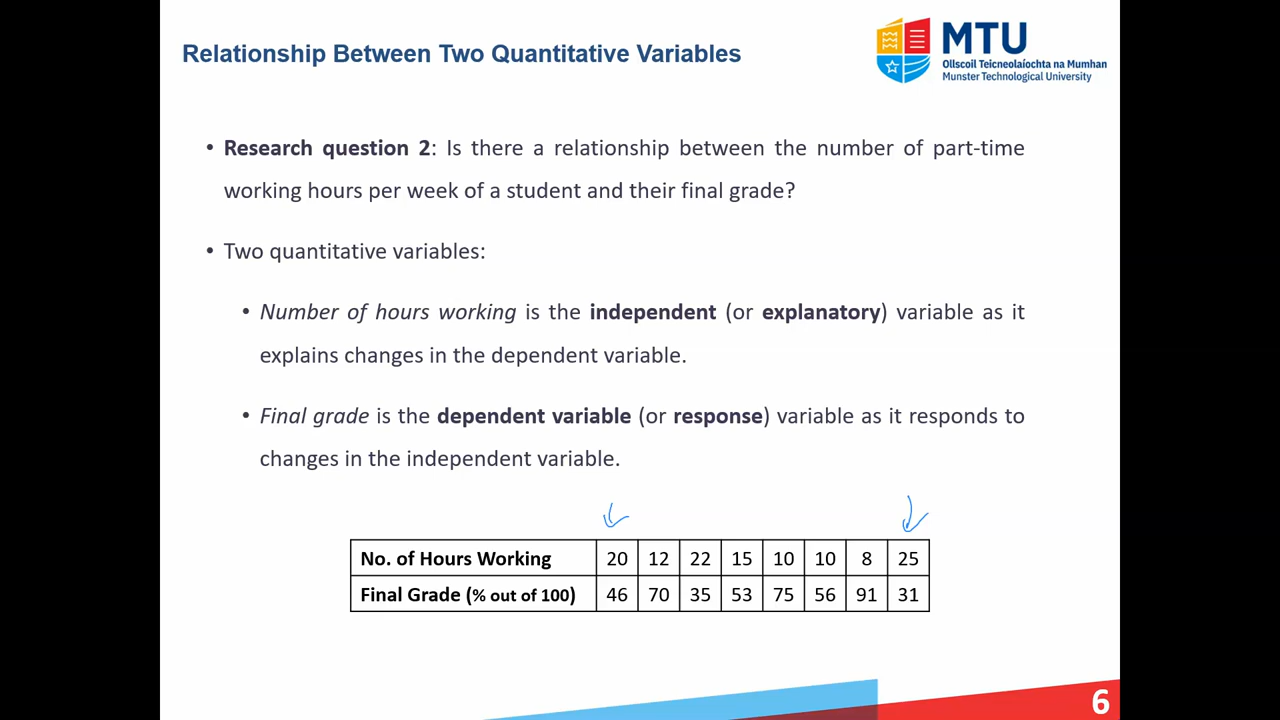 Relationship Between Two Quantitative Variables
MTU
Ollscoil Teicneolaíochta na Mumhan
Munster Technological University
• Research question 2: Is there a relationship between the number of part-time
working hours per week of a student and their final grade?
• Two quantitative variables:
• Number of hours working is the independent (or explanatory) variable as it
explains changes in the dependent variable.
• Final grade is the dependent variable (or response) variable as it responds to
changes in the independent variable.
No. of Hours Working 20 12 22 15 10 10 8 25
Final Grade (% out of 100) 46 70 35 53 75 56 91 31
6